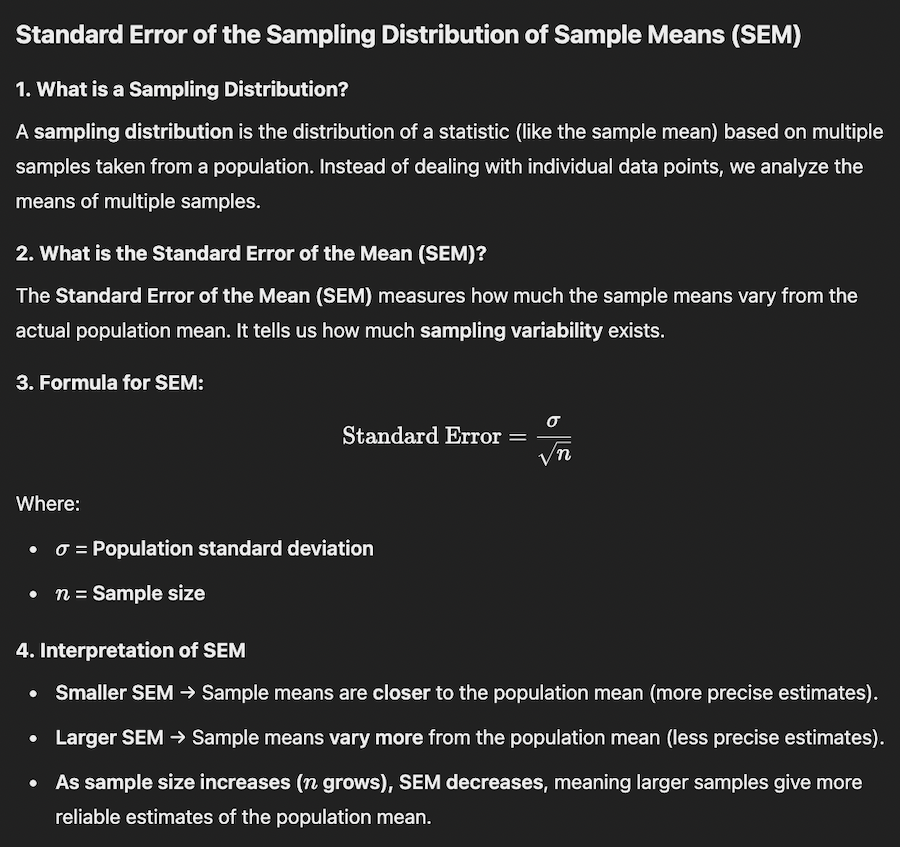 Standard Error of the Sampling Distribution of Sample Means (SEM)
1. What is a Sampling Distribution?
A sampling distribution is the distribution of a statistic (like the sample mean) based on multiple
samples taken from a population. Instead of dealing with individual data points, we analyze the
means of multiple samples.
2. What is the Standard Error of the Mean (SEM)?
The Standard Error of the Mean (SEM) measures how much the sample means vary from the
actual population mean. It tells us how much sampling variability exists.
3. Formula for SEM:
Standard Error = σ/√n
Where:
• σ = Population standard deviation
• n = Sample size
4. Interpretation of SEM
• Smaller SEM → Sample means are closer to the population mean (more precise estimates).
• Larger SEM → Sample means vary more from the population mean (less precise estimates).
• As sample size increases (n grows), SEM decreases, meaning larger samples give more
reliable estimates of the population mean.